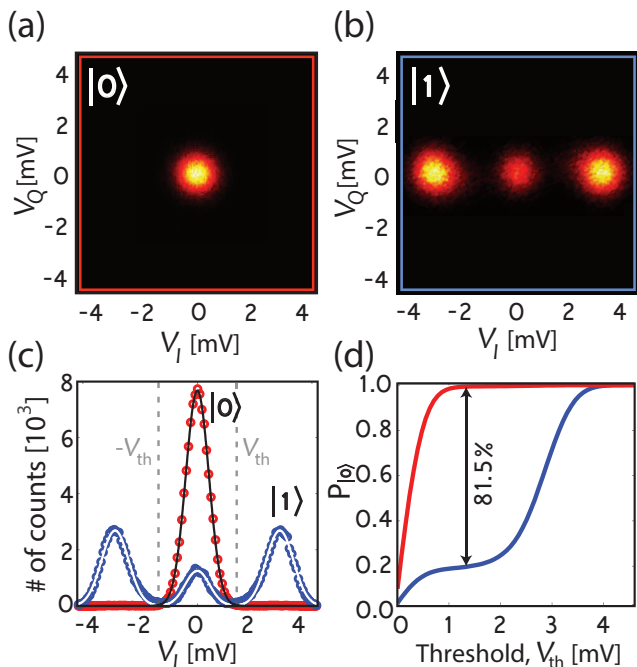 (a)
|0⟩
4
2
0
-2
-4
V_Q [mV]
-4 -2 0 2 4
V_I [mV]
(b)
|1⟩
4
2
0
-2
-4
V_Q [mV]
-4 -2 0 2 4
V_I [mV]
(c)
8
6
4
2
0
# of counts [10³]
|0⟩
-V_th
V_th
|1⟩
-4 -2 0 2 4
V_I [mV]
(d)
1.0
0.8
0.6
0.4
0.2
0.0
P_|0⟩
81.5%
0 1 2 3 4
Threshold, V_th [mV]